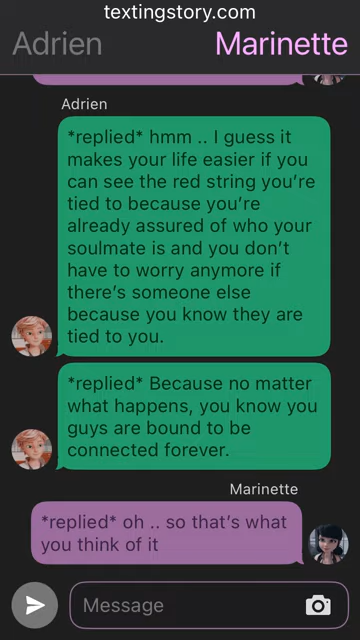 textingstory.com
Adrien
Marinette
Adrien
*replied* hmm .. I guess it
makes your life easier if you
can see the red string you’re
tied to because you’re
already assured of who your
soulmate is and you don’t
have to worry anymore if
there’s someone else
because you know they are
tied to you.
*replied* Because no matter
what happens, you know you
guys are bound to be
connected forever.
Marinette
*replied* oh .. so that’s what
you think of it
Message